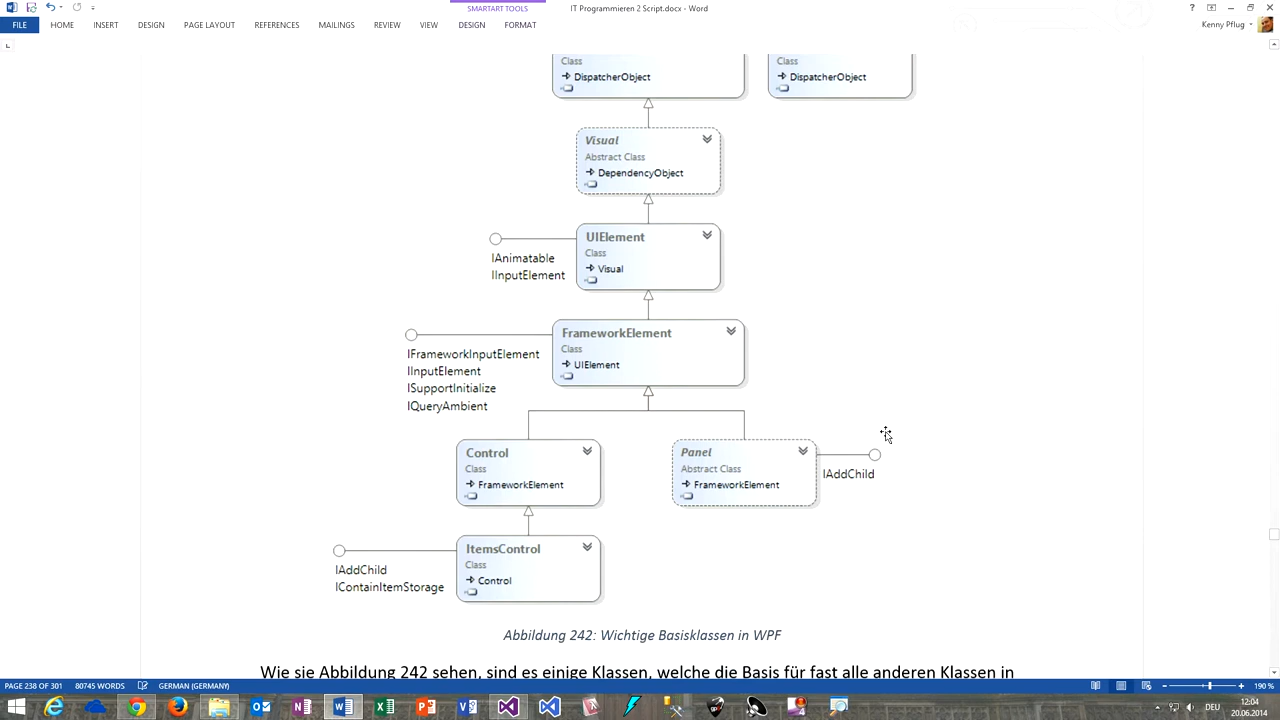 SMARTART TOOLS
IT Programmieren 2 Script.docx - Word
FILE HOME INSERT DESIGN PAGE LAYOUT REFERENCES MAILINGS REVIEW VIEW DESIGN FORMAT
Kenny Pflug
Class
DispatcherObject
Class
DispatcherObject
Visual
Abstract Class
DependencyObject
UIElement
Class
Visual
IAnimatable
IInputElement
FrameworkElement
Class
UIElement
IFrameworkInputElement
IInputElement
ISupportInitialize
IQueryAmbient
Control
Class
FrameworkElement
Panel
Abstract Class
FrameworkElement
IAddChild
ItemsControl
Class
Control
IAddChild
IContainItemStorage
Abbildung 242: Wichtige Basisklassen in WPF
Wie sie Abbildung 242 sehen, sind es einige Klassen, welche die Basis für fast alle anderen Klassen in
PAGE 238 OF 301 80745 WORDS GERMAN (GERMANY)
190 %
DEU
12:04
20.06.2014